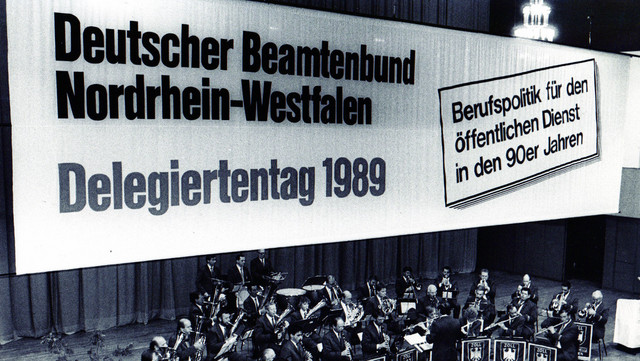 Deutscher Beamtenbund
Nordrhein-Westfalen
Delegiertentag 1989
Berufspolitik für den
öffentlichen Dienst
in den 90er Jahren